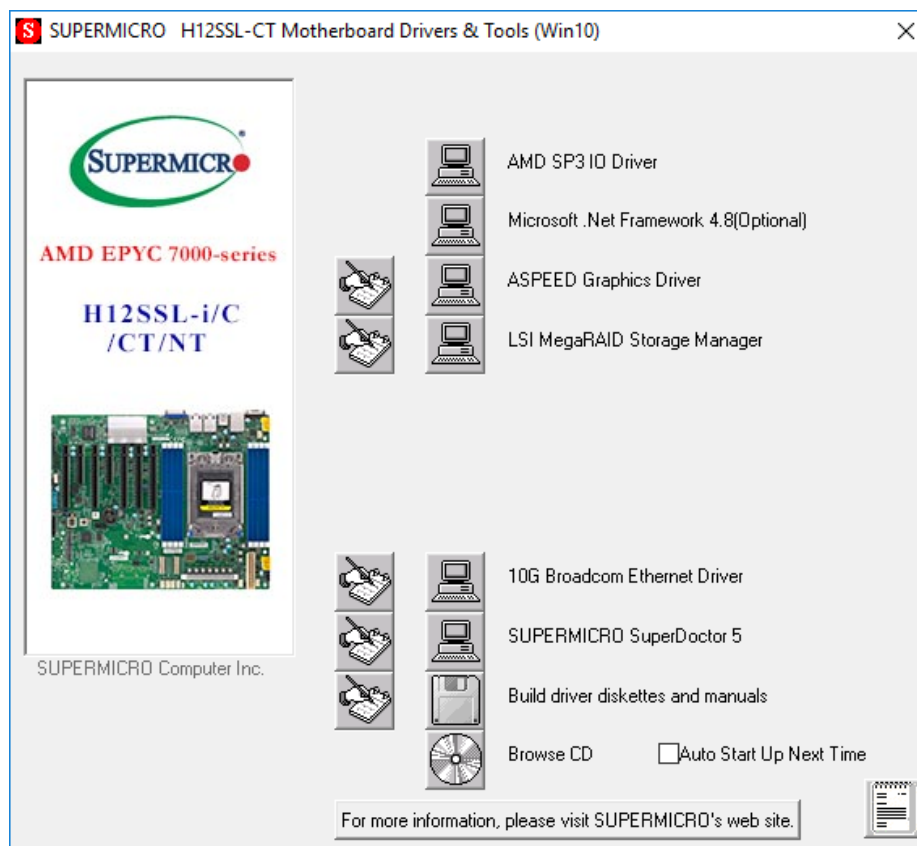 S SUPERMICRO H12SSL-CT Motherboard Drivers & Tools (Win10)
SUPERMICR
AMD EPYC 7000-series
H12SSL-i/C
/CT/NT
SUPERMICRO Computer Inc.
AMD SP3 IO Driver
Microsoft .Net Framework 4.8(Optional)
ASPEED Graphics Driver
LSI MegaRAID Storage Manager
10G Broadcom Ethernet Driver
SUPERMICRO SuperDoctor 5
Build driver diskettes and manuals
Browse CD Auto Start Up Next Time
For more information, please visit SUPERMICRO's web site.